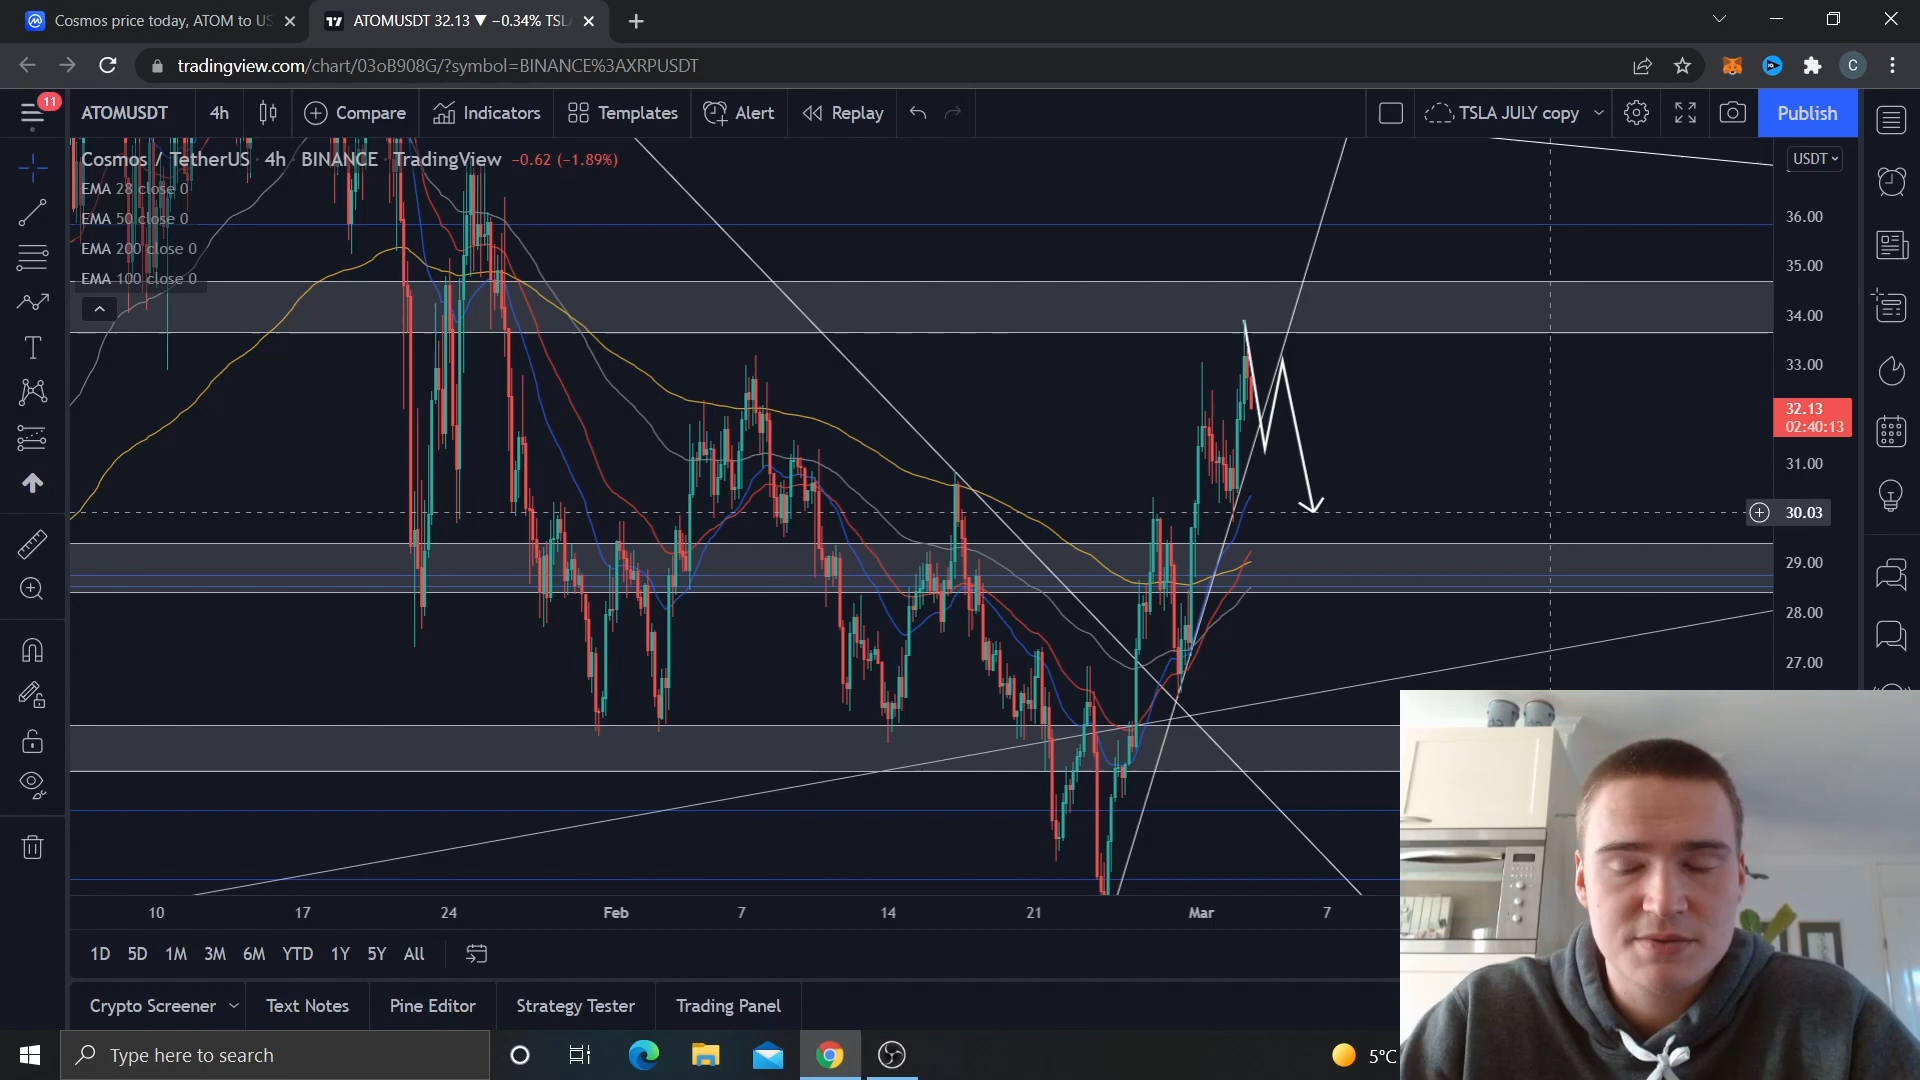 Cosmos price today, ATOM to US
ATOMUSDT 32.13 ▼ −0.34% TSL
tradingview.com/chart/03oB908G/?symbol=BINANCE%3AXRPUSDT
C
11
ATOMUSDT
4h
Compare
Indicators
Templates
Alert
Replay
TSLA JULY copy
Publish
Cosmos / TetherUS · 4h · BINANCE · TradingView −0.62 (−1.89%)
USDT
EMA 28 close 0
EMA 50 close 0
EMA 200 close 0
EMA 100 close 0
36.00
35.00
34.00
33.00
32.13
02:40:13
31.00
30.03
29.00
28.00
27.00
10
17
24
Feb
7
14
21
Mar
7
1D 5D 1M 3M 6M YTD 1Y 5Y All
Crypto Screener
Text Notes
Pine Editor
Strategy Tester
Trading Panel
Type here to search
5°C